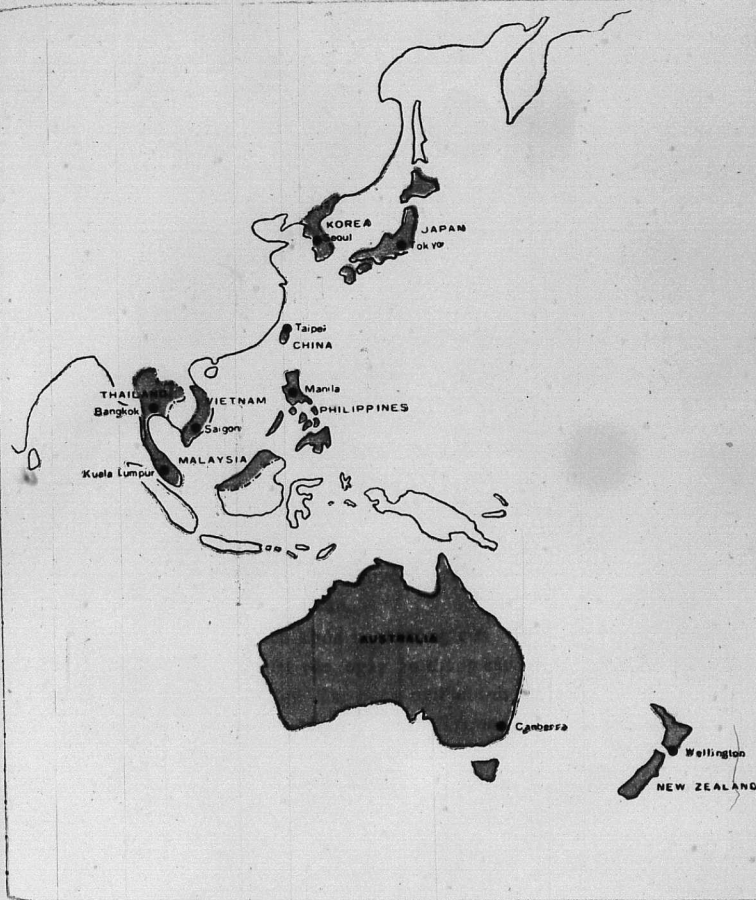 KOREA
Seoul
JAPAN
Tokyo
Taipei
CHINA
THAILAND
Bangkok
VIETNAM
Saigon
Manila
PHILIPPINES
MALAYSIA
Kuala Lumpur
AUSTRALIA
Canberra
Wellington
NEW ZEALAND